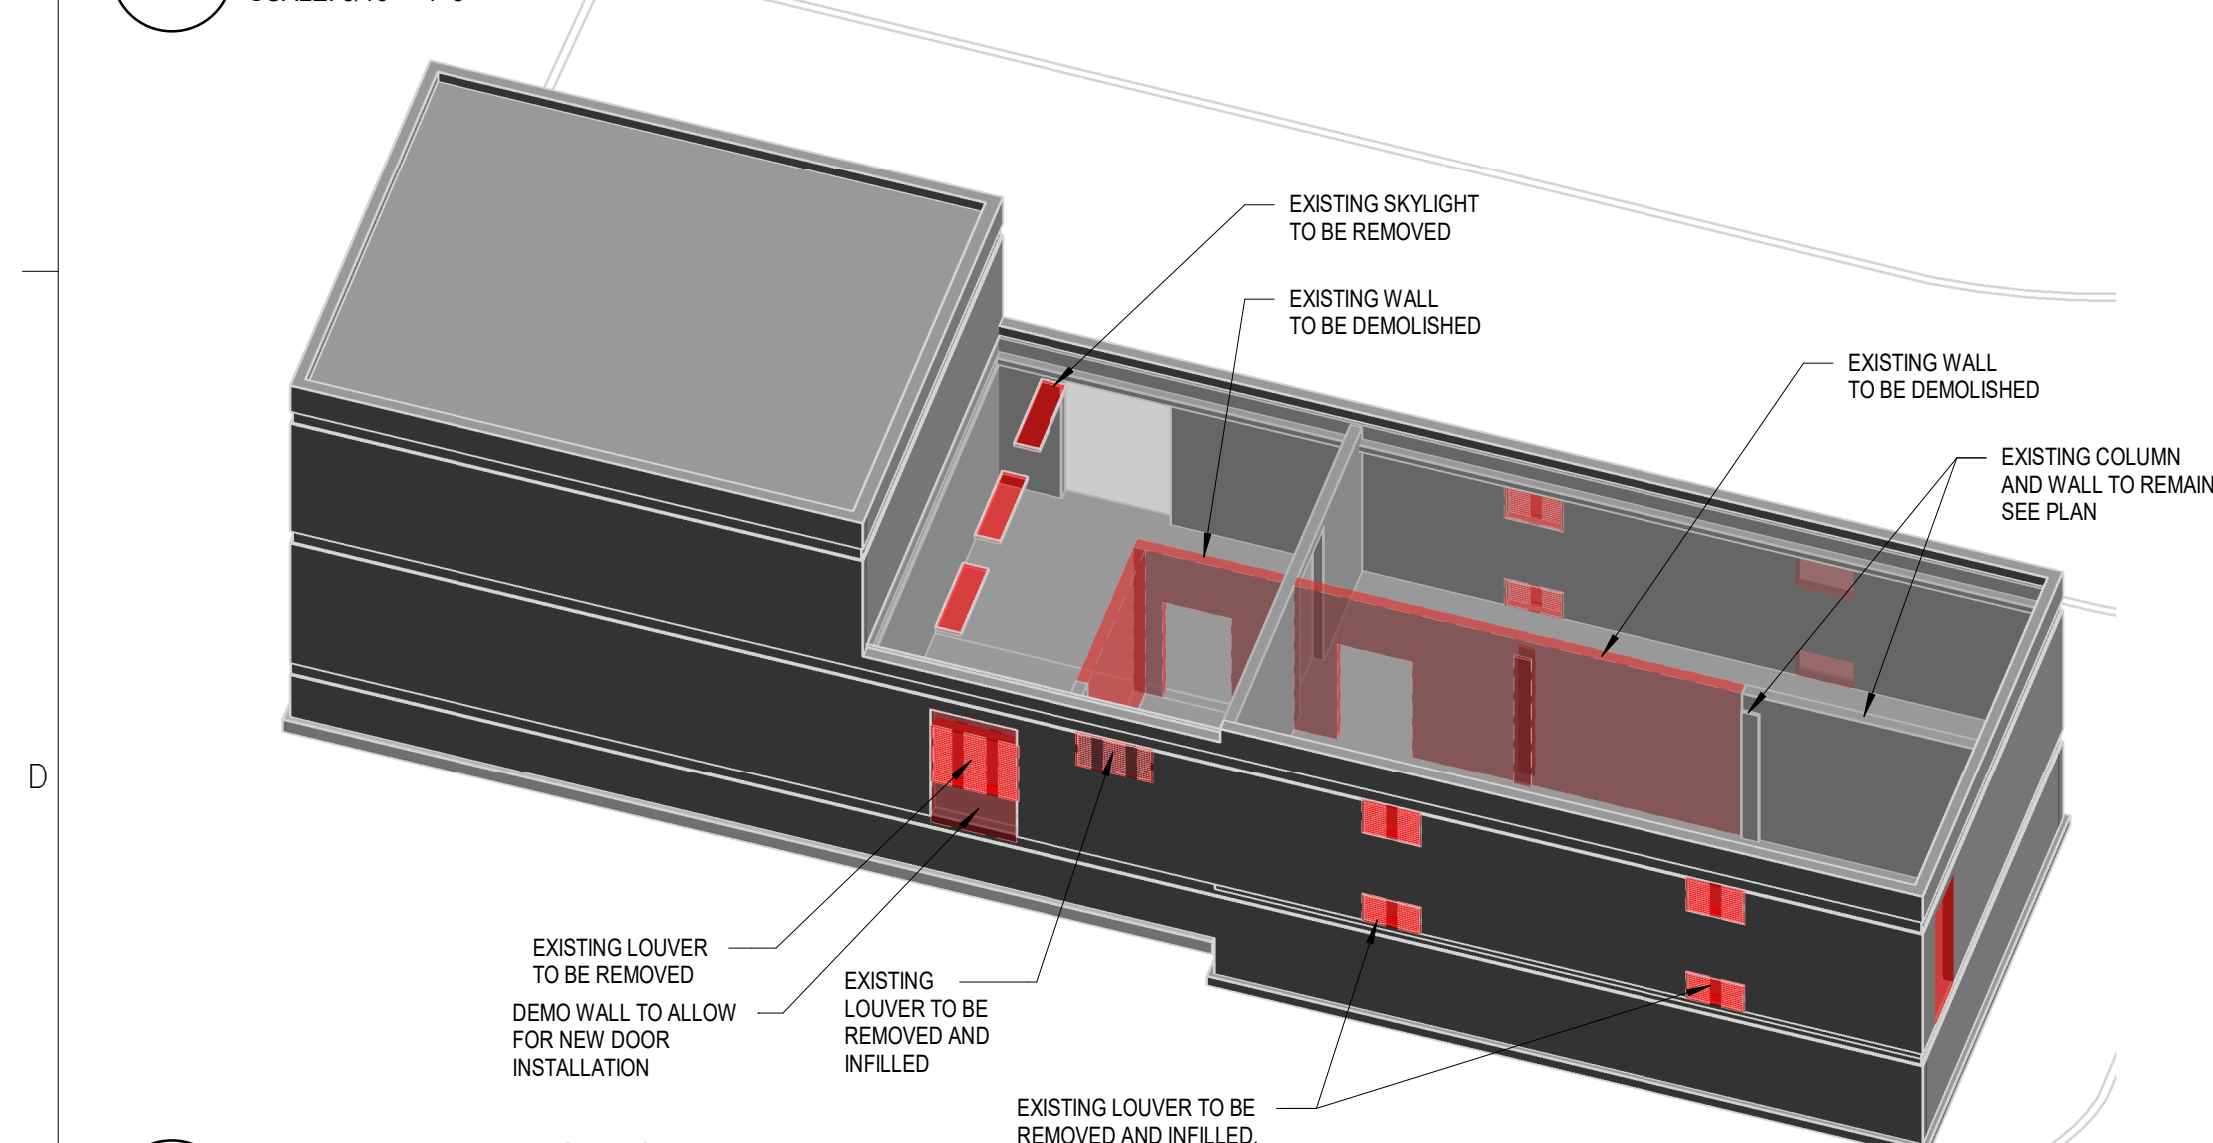 EXISTING SKYLIGHT
TO BE REMOVED
EXISTING WALL
TO BE DEMOLISHED
EXISTING WALL
TO BE DEMOLISHED
EXISTING COLUMN
AND WALL TO REMAIN
SEE PLAN
D
EXISTING LOUVER
TO BE REMOVED
DEMO WALL TO ALLOW
FOR NEW DOOR
INSTALLATION
EXISTING
LOUVER TO BE
REMOVED AND
INFILLED
EXISTING LOUVER TO BE
REMOVED AND INFILLED.